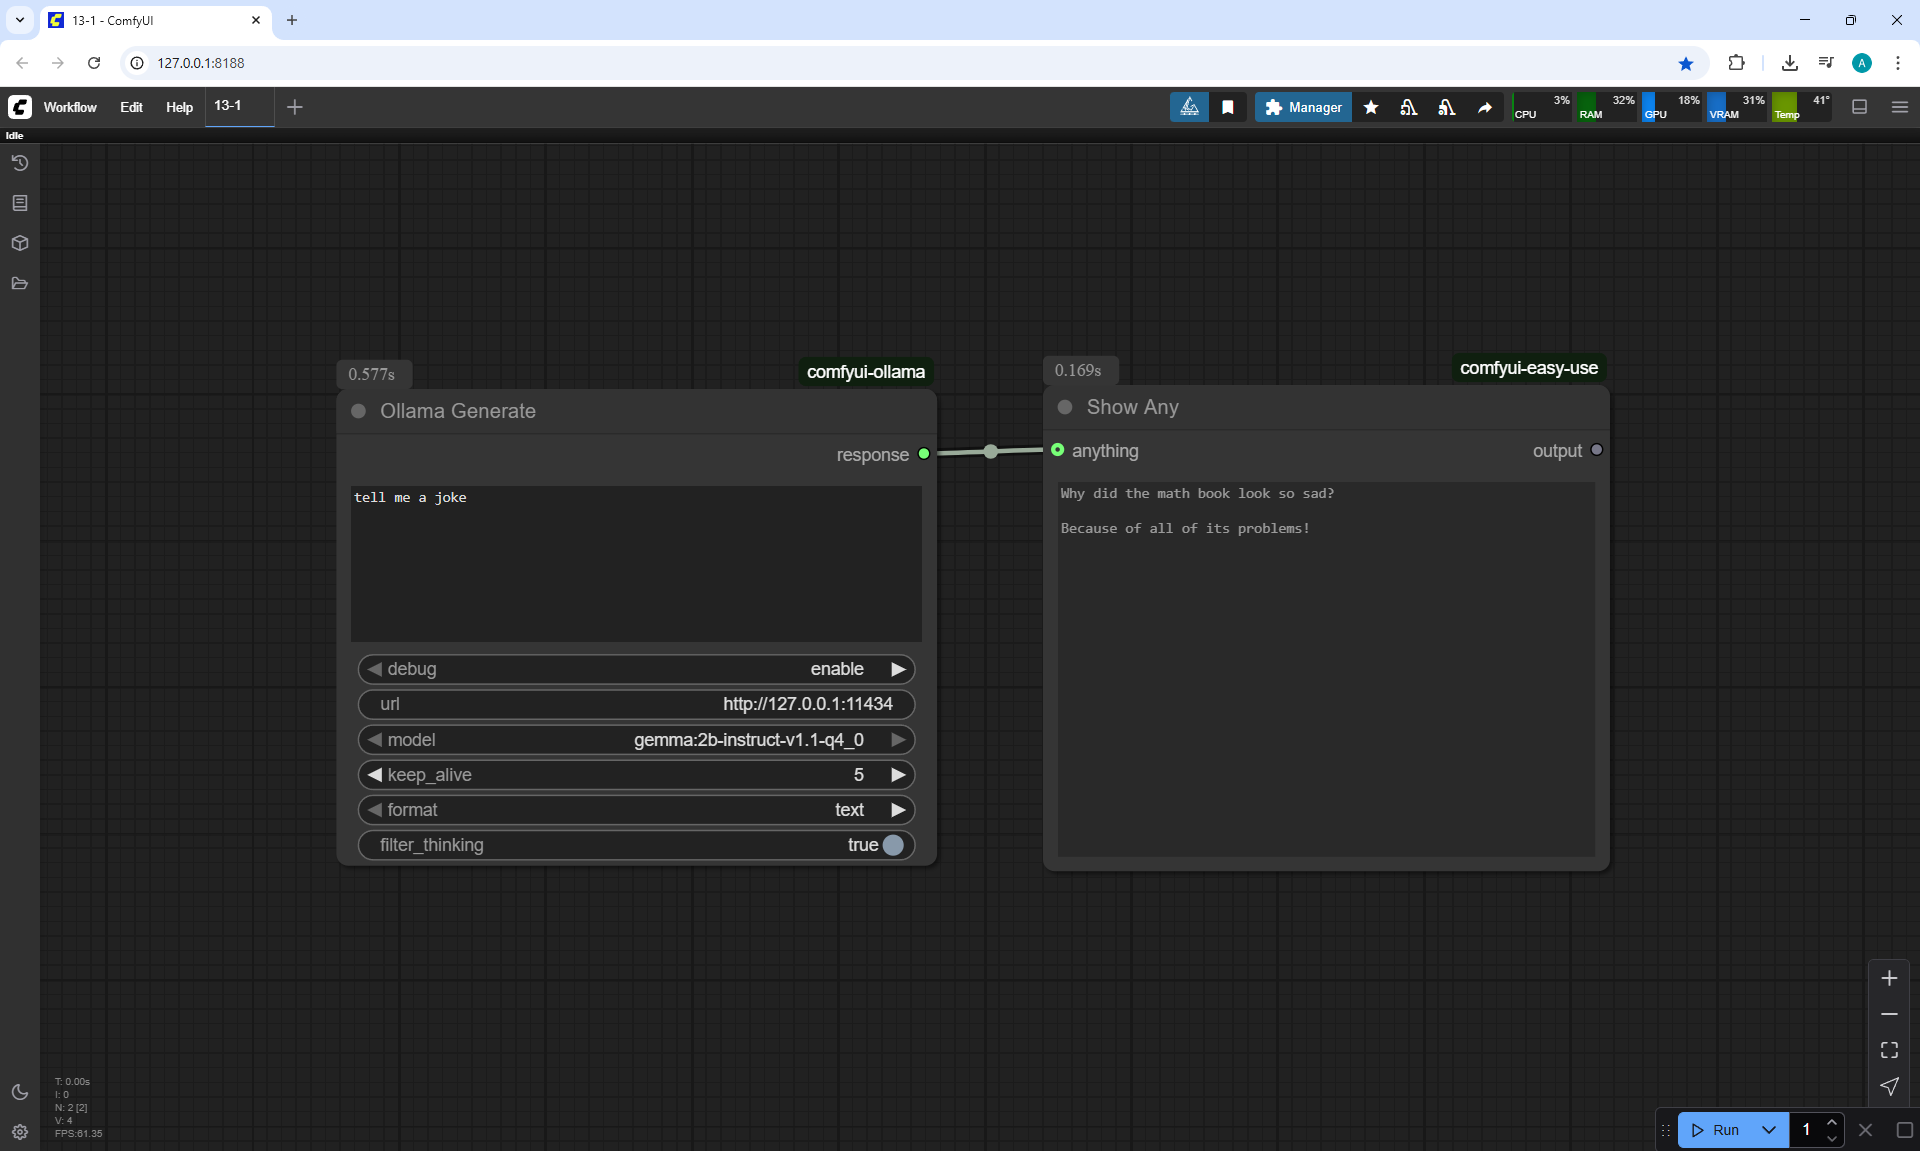 13-1 - ComfyUI
127.0.0.1:8188
Workflow Edit Help 13-1
Manager
CPU 3% RAM 32% GPU 18% VRAM 31% Temp 41°
Idle
0.577s comfyui-ollama
Ollama Generate
response
tell me a joke
debug enable
url http://127.0.0.1:11434
model gemma:2b-instruct-v1.1-q4_0
keep_alive 5
format text
filter_thinking true
0.169s comfyui-easy-use
Show Any
anything output
Why did the math book look so sad?
Because of all of its problems!
T: 0.00s
I: 0
N: 2 [2]
V: 4
FPS:61.35
Run 1
A